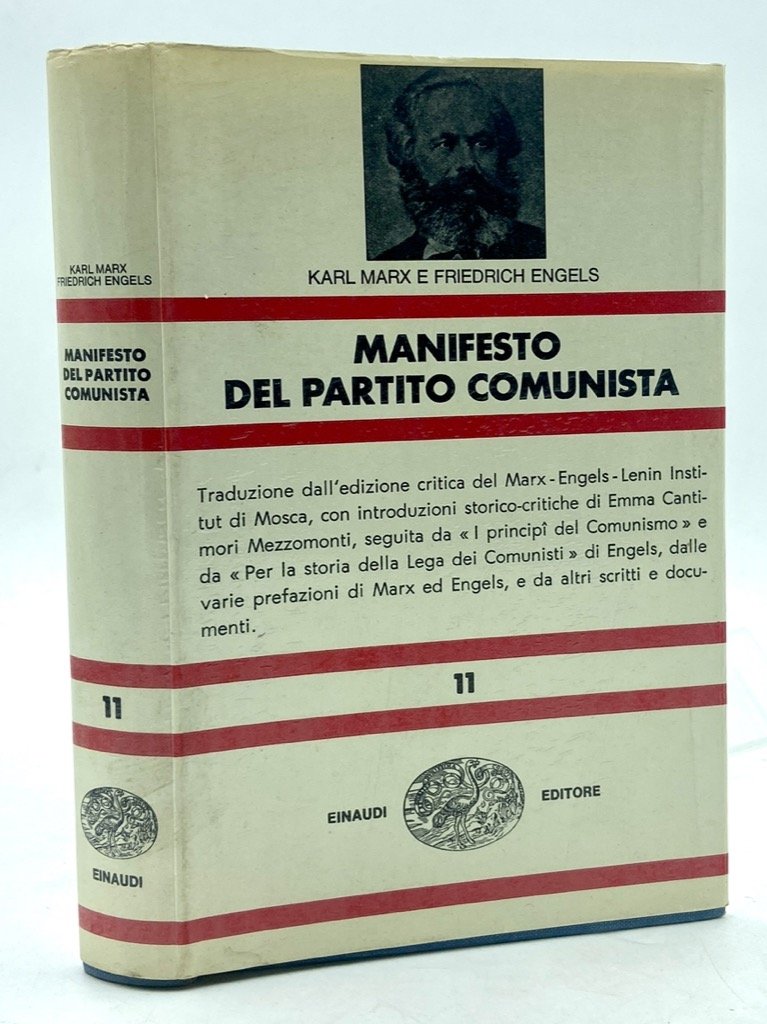 KARL MARX
FRIEDRICH ENGELS
MANIFESTO
DEL PARTITO
COMUNISTA
11
EINAUDI
KARL MARX E FRIEDRICH ENGELS
MANIFESTO
DEL PARTITO COMUNISTA
Traduzione dall'edizione critica del Marx-Engels-Lenin Insti-
tut di Mosca, con introduzioni storico-critiche di Emma Canti-
mori Mezzomonti, seguita da « I principî del Comunismo » e
da « Per la storia della Lega dei Comunisti » di Engels, dalle
varie prefazioni di Marx ed Engels, e da altri scritti e docu-
menti.
11
EINAUDI EDITORE